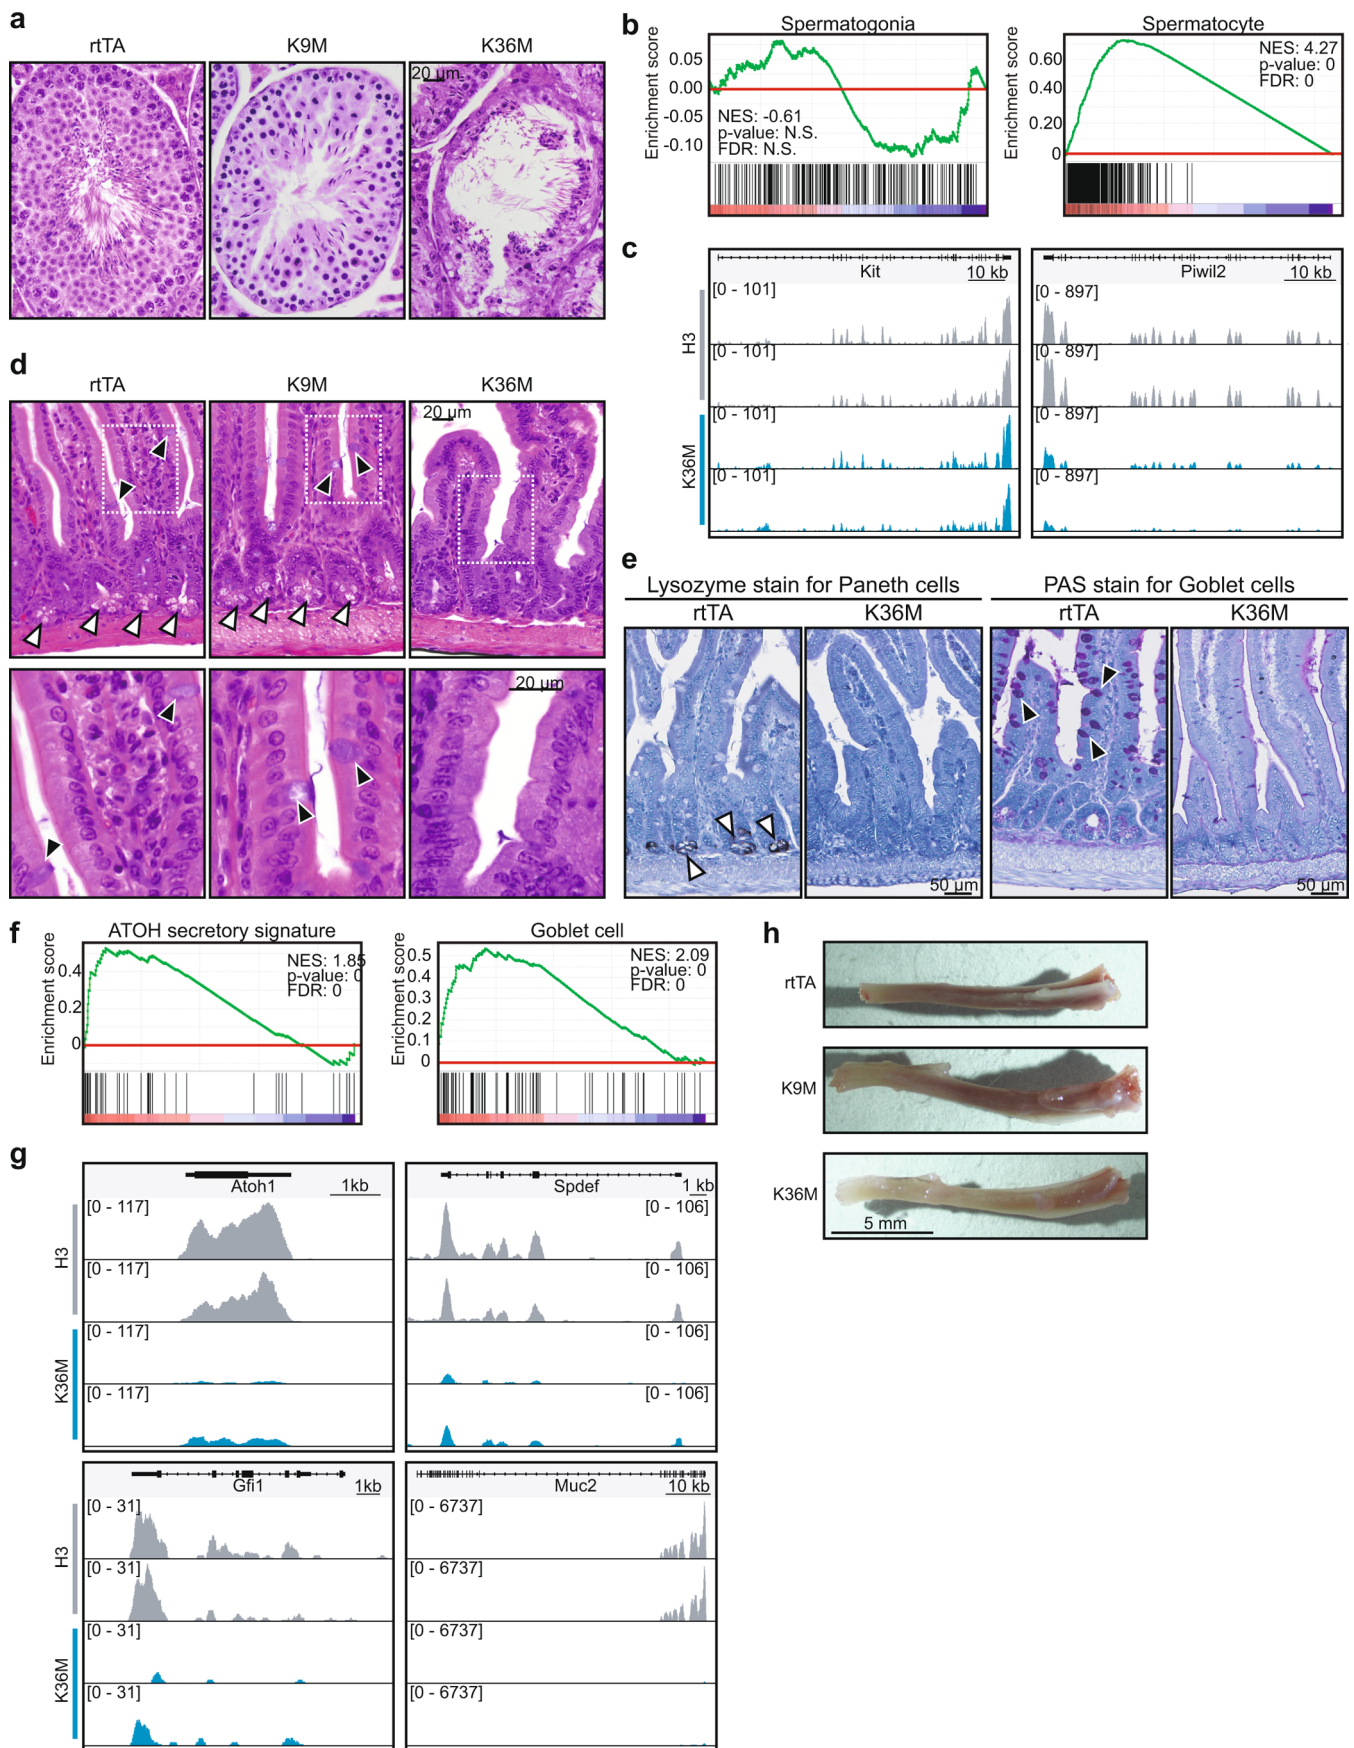 a
rtTA
K9M
K36M
20 µm
b
Spermatogonia
Enrichment score
0.05
0.00
-0.05
-0.10
NES: -0.61
p-value: N.S.
FDR: N.S.
Spermatocyte
Enrichment score
0.60
0.40
0.20
0
NES: 4.27
p-value: 0
FDR: 0
c
Kit
10 kb
Piwil2
10 kb
H3
K36M
[0 - 101]
[0 - 897]
[0 - 101]
[0 - 897]
[0 - 101]
[0 - 897]
[0 - 101]
[0 - 897]
d
rtTA
K9M
K36M
20 µm
20 µm
e
Lysozyme stain for Paneth cells
PAS stain for Goblet cells
rtTA
K36M
rtTA
K36M
50 µm
50 µm
f
ATOH secretory signature
Enrichment score
0.4
0.2
0
NES: 1.85
p-value: 0
FDR: 0
Goblet cell
Enrichment score
0.5
0.4
0.3
0.2
0.1
0
NES: 2.09
p-value: 0
FDR: 0
g
Atoh1
1kb
Spdef
1 kb
H3
K36M
[0 - 117]
[0 - 106]
[0 - 117]
[0 - 106]
[0 - 117]
[0 - 106]
[0 - 117]
[0 - 106]
Gfi1
1kb
Muc2
10 kb
H3
K36M
[0 - 31]
[0 - 6737]
[0 - 31]
[0 - 6737]
[0 - 31]
[0 - 6737]
[0 - 31]
[0 - 6737]
h
rtTA
K9M
K36M
5 mm